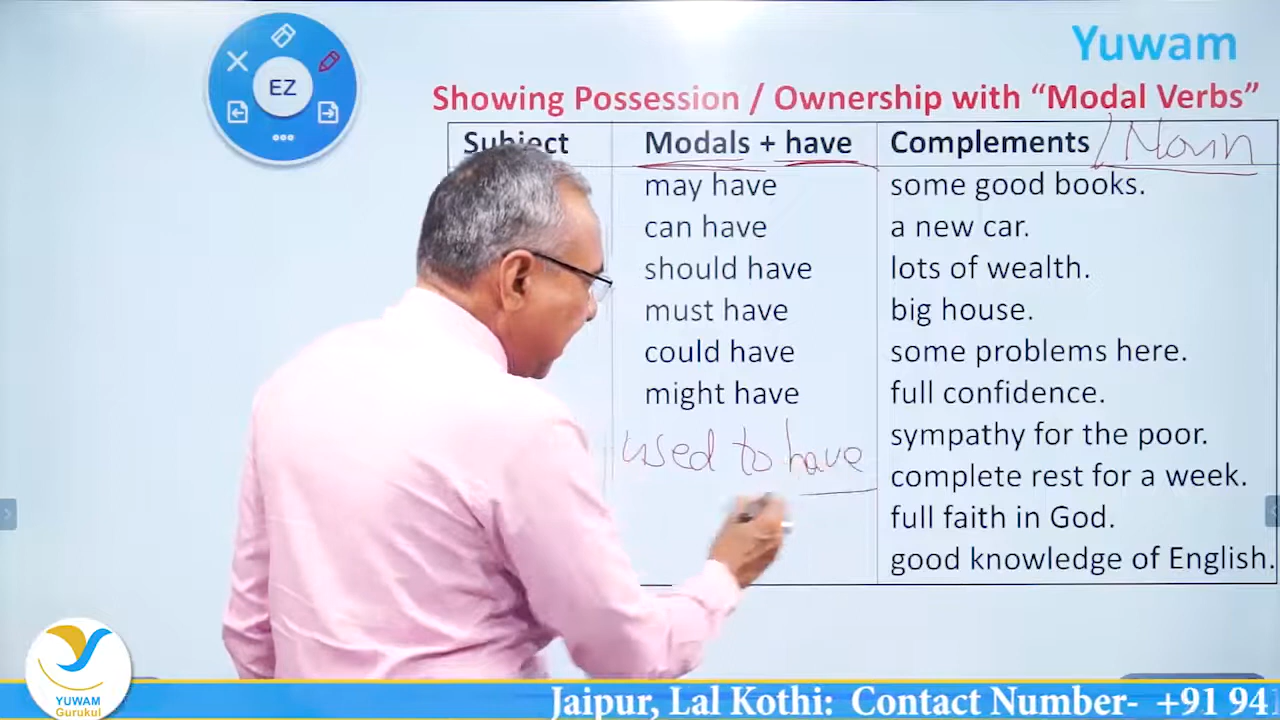 Yuwam
EZ
Showing Possession / Ownership with “Modal Verbs”
Subject Modals + have Complements / Noun
may have some good books.
can have a new car.
should have lots of wealth.
must have big house.
could have some problems here.
might have full confidence.
used to have sympathy for the poor.
complete rest for a week.
full faith in God.
good knowledge of English.
YUWAM
Gurukul
Jaipur, Lal Kothi: Contact Number- +91 941